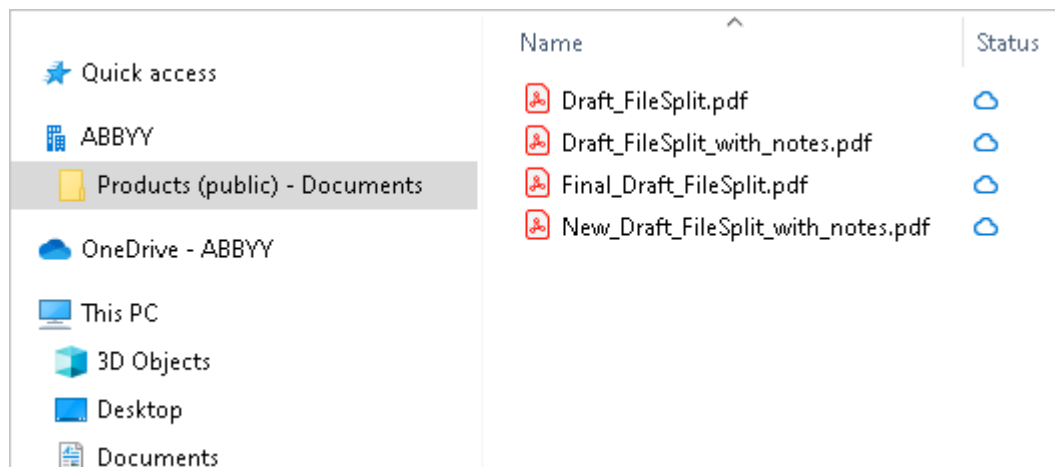 Quick access
ABBYY
Products (public) - Documents
OneDrive - ABBYY
This PC
3D Objects
Desktop
Documents
Name Status
Draft_FileSplit.pdf
Draft_FileSplit_with_notes.pdf
Final_Draft_FileSplit.pdf
New_Draft_FileSplit_with_notes.pdf